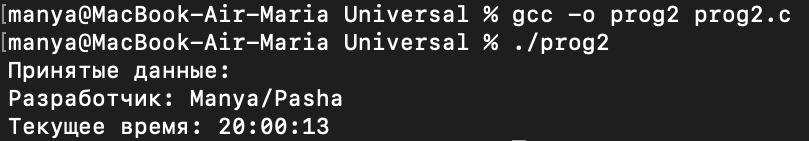 [manya@MacBook-Air-Maria Universal % gcc -o prog2 prog2.c
[manya@MacBook-Air-Maria Universal % ./prog2
Принятые данные:
Разработчик: Manya/Pasha
Текущее время: 20:00:13